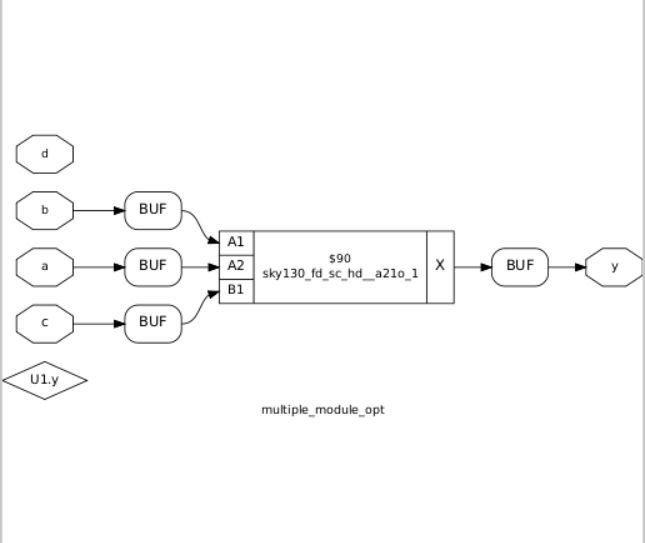 d
b
BUF
A1
$90
a
BUF
A2
sky130_fd_sc_hd__a21o_1
X
BUF
y
B1
c
BUF
U1.y
multiple_module_opt